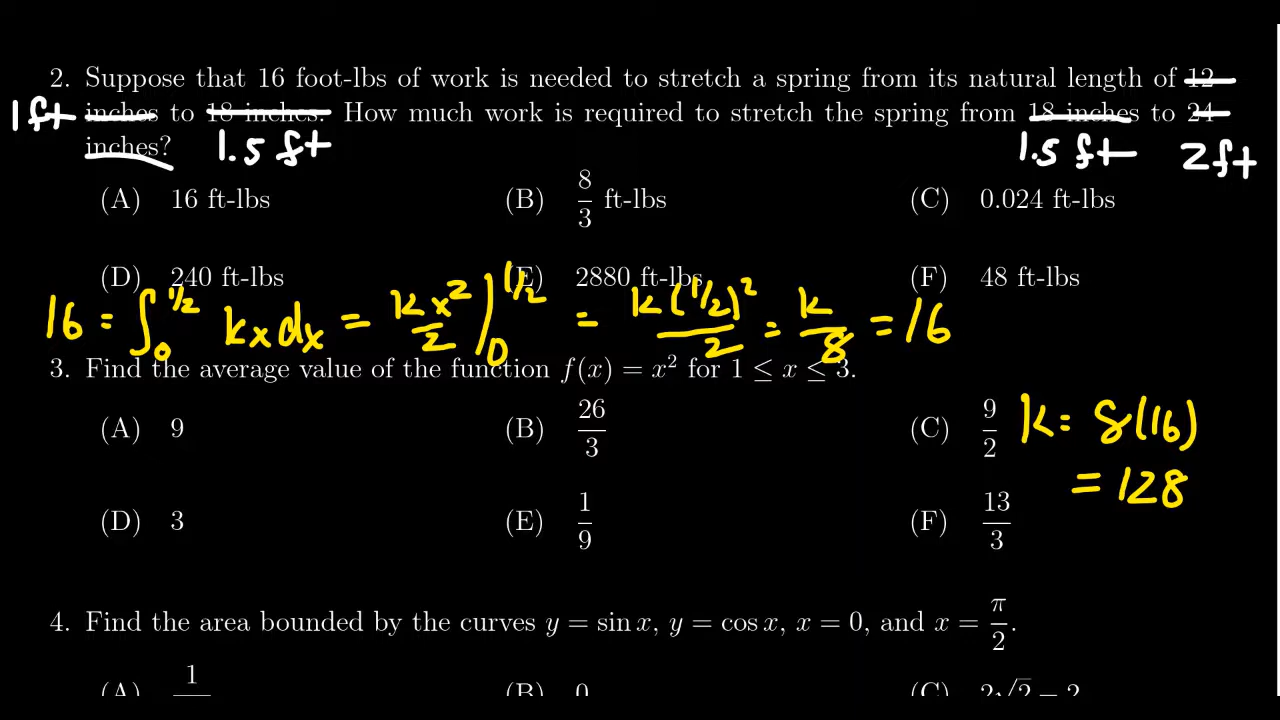 2. Suppose that 16 foot-lbs of work is needed to stretch a spring from its natural length of 12
1ft inches to 18 inches. How much work is required to stretch the spring from 18 inches to 24
inches? 1.5 ft 1.5 ft 2ft
(A) 16 ft-lbs (B) 8/3 ft-lbs (C) 0.024 ft-lbs
(D) 240 ft-lbs (E) 2880 ft-lbs (F) 48 ft-lbs
16 = ∫₀^{1/2} kx dx = kx²/2 |₀^{1/2} = k(1/2)²/2 = k/8 = 16
3. Find the average value of the function f(x) = x² for 1 ≤ x ≤ 3.
(A) 9 (B) 26/3 (C) 9/2 k = 8(16)
= 128
(D) 3 (E) 1/9 (F) 13/3
4. Find the area bounded by the curves y = sin x, y = cos x, x = 0, and x = π/2.
(A) 1 (B) 0 (C) 2√2 − 2